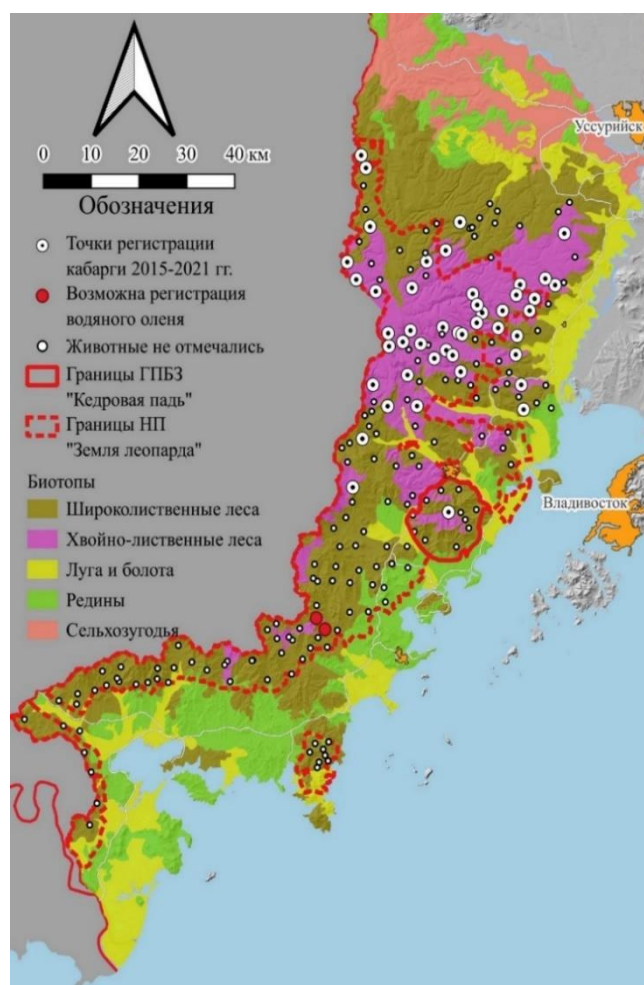 Уссурийск
0 10 20 30 40 км
Обозначения
Точки регистрации
кабарги 2015-2021 гг.
Возможна регистрация
водяного оленя
Животные не отмечались
Границы ГПБЗ
"Кедровая падь"
Границы НП
"Земля леопарда"
Биотопы
Широколиственные леса
Хвойно-лиственные леса
Луга и болота
Редины
Сельхозугодья
Владивосток